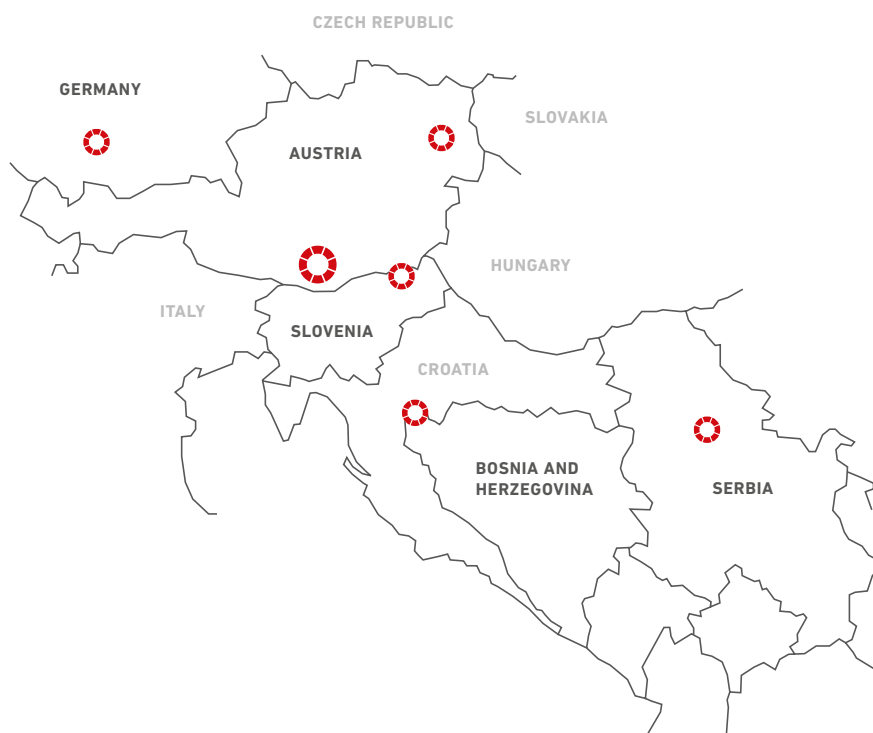 CZECH REPUBLIC
GERMANY
SLOVAKIA
AUSTRIA
HUNGARY
ITALY
SLOVENIA
CROATIA
BOSNIA AND
HERZEGOVINA
SERBIA